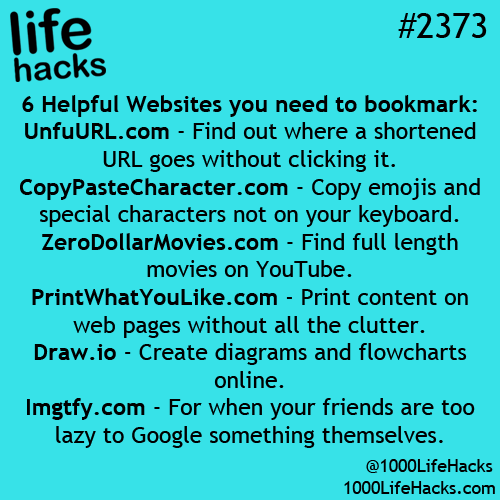 life
hacks
#2373
6 Helpful Websites you need to bookmark:
UnfuURL.com - Find out where a shortened
URL goes without clicking it.
CopyPasteCharacter.com - Copy emojis and
special characters not on your keyboard.
ZeroDollarMovies.com - Find full length
movies on YouTube.
PrintWhatYouLike.com - Print content on
web pages without all the clutter.
Draw.io - Create diagrams and flowcharts
online.
Imgtfy.com - For when your friends are too
lazy to Google something themselves.
@1000LifeHacks
1000LifeHacks.com